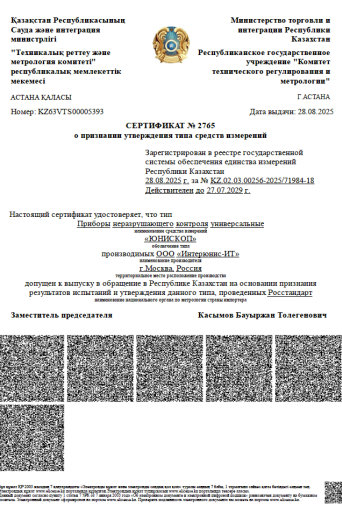 Қазақстан Республикасының
Сауда және интеграция
министрлігі
"Техникалық реттеу және
метрология комитеті"
республикалық мемлекеттік
мекемесі
Министерство торговли и
интеграции Республики
Казахстан
Республиканское государственное
учреждение "Комитет
технического регулирования и
метрологии"
АСТАНА ҚАЛАСЫ
Г.АСТАНА
Номер: KZ63VTS00005393
Дата выдачи: 28.08.2025
СЕРТИФИКАТ № 2765
о признании утверждения типа средств измерений
Зарегистрирован в реестре государственной
системы обеспечения единства измерений
Республики Казахстан
28.08.2025 г. за № KZ.02.03.00256-2025/71984-18
Действителен до 27.07.2029 г.
Настоящий сертификат удостоверяет, что тип
Приборы неразрушающего контроля универсальные
наименование средства измерений
«ЮНИСКОП»
обозначение типа
производимых ООО «Интерюнис-ИТ»
наименование производителя
г.Москва, Россия
территориальное место расположение производства
допущен к выпуску в обращение в Республике Казахстан на основании признания
результатов испытаний и утверждения данного типа, проведенных Росстандарт
наименование национального органа по метрологии страны импортера
Заместитель председателя
Касымов Бауыржан Толегенович